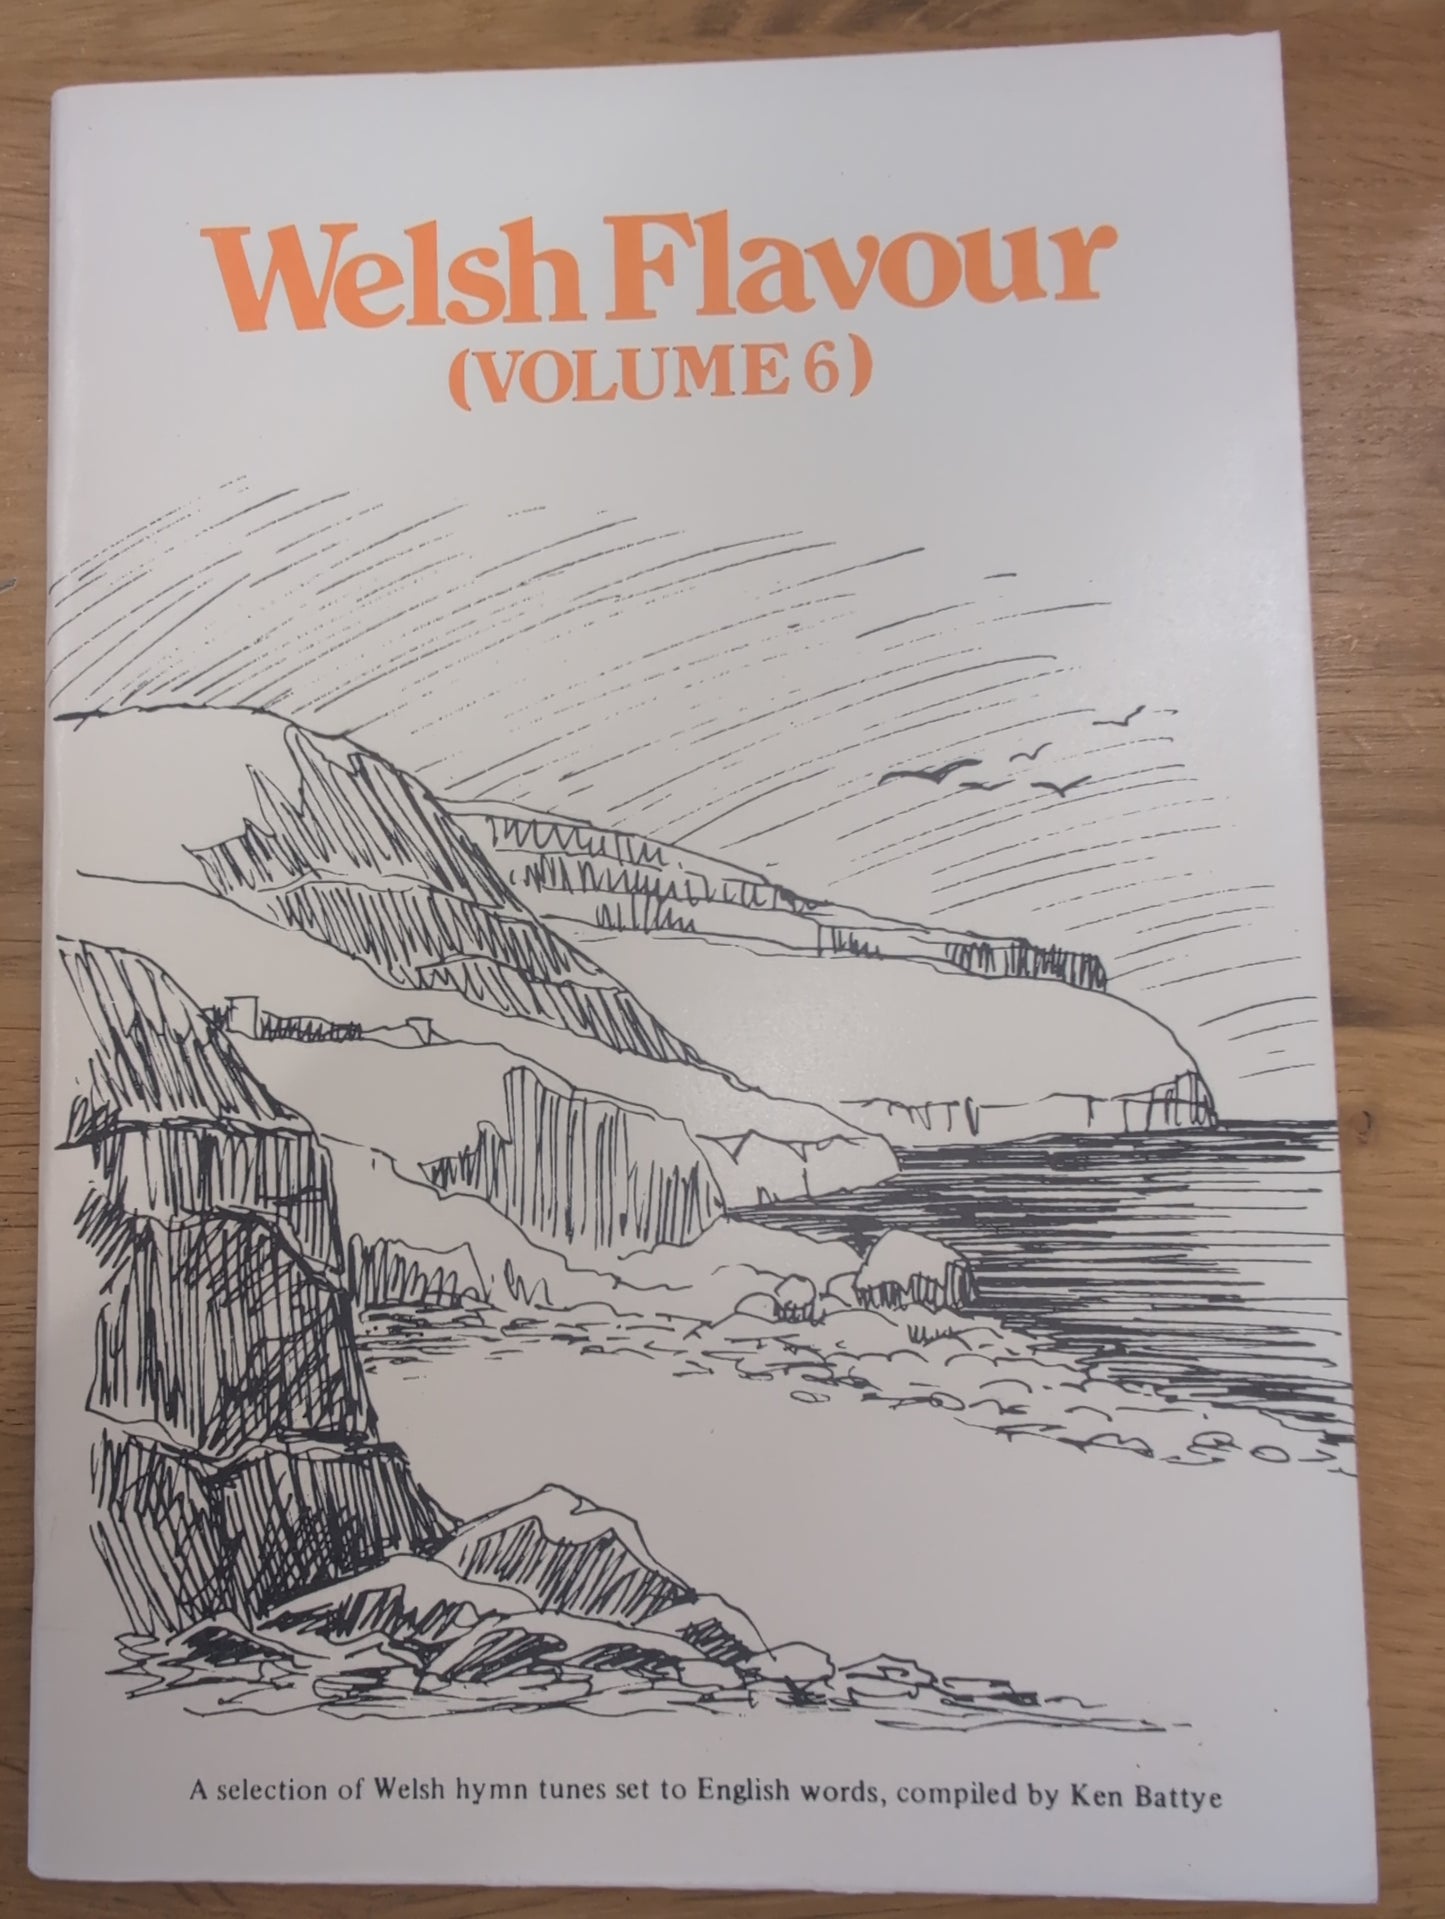 Welsh Flavour
(VOLUME 6)
A selection of Welsh hymn tunes set to English words, compiled by Ken Battye